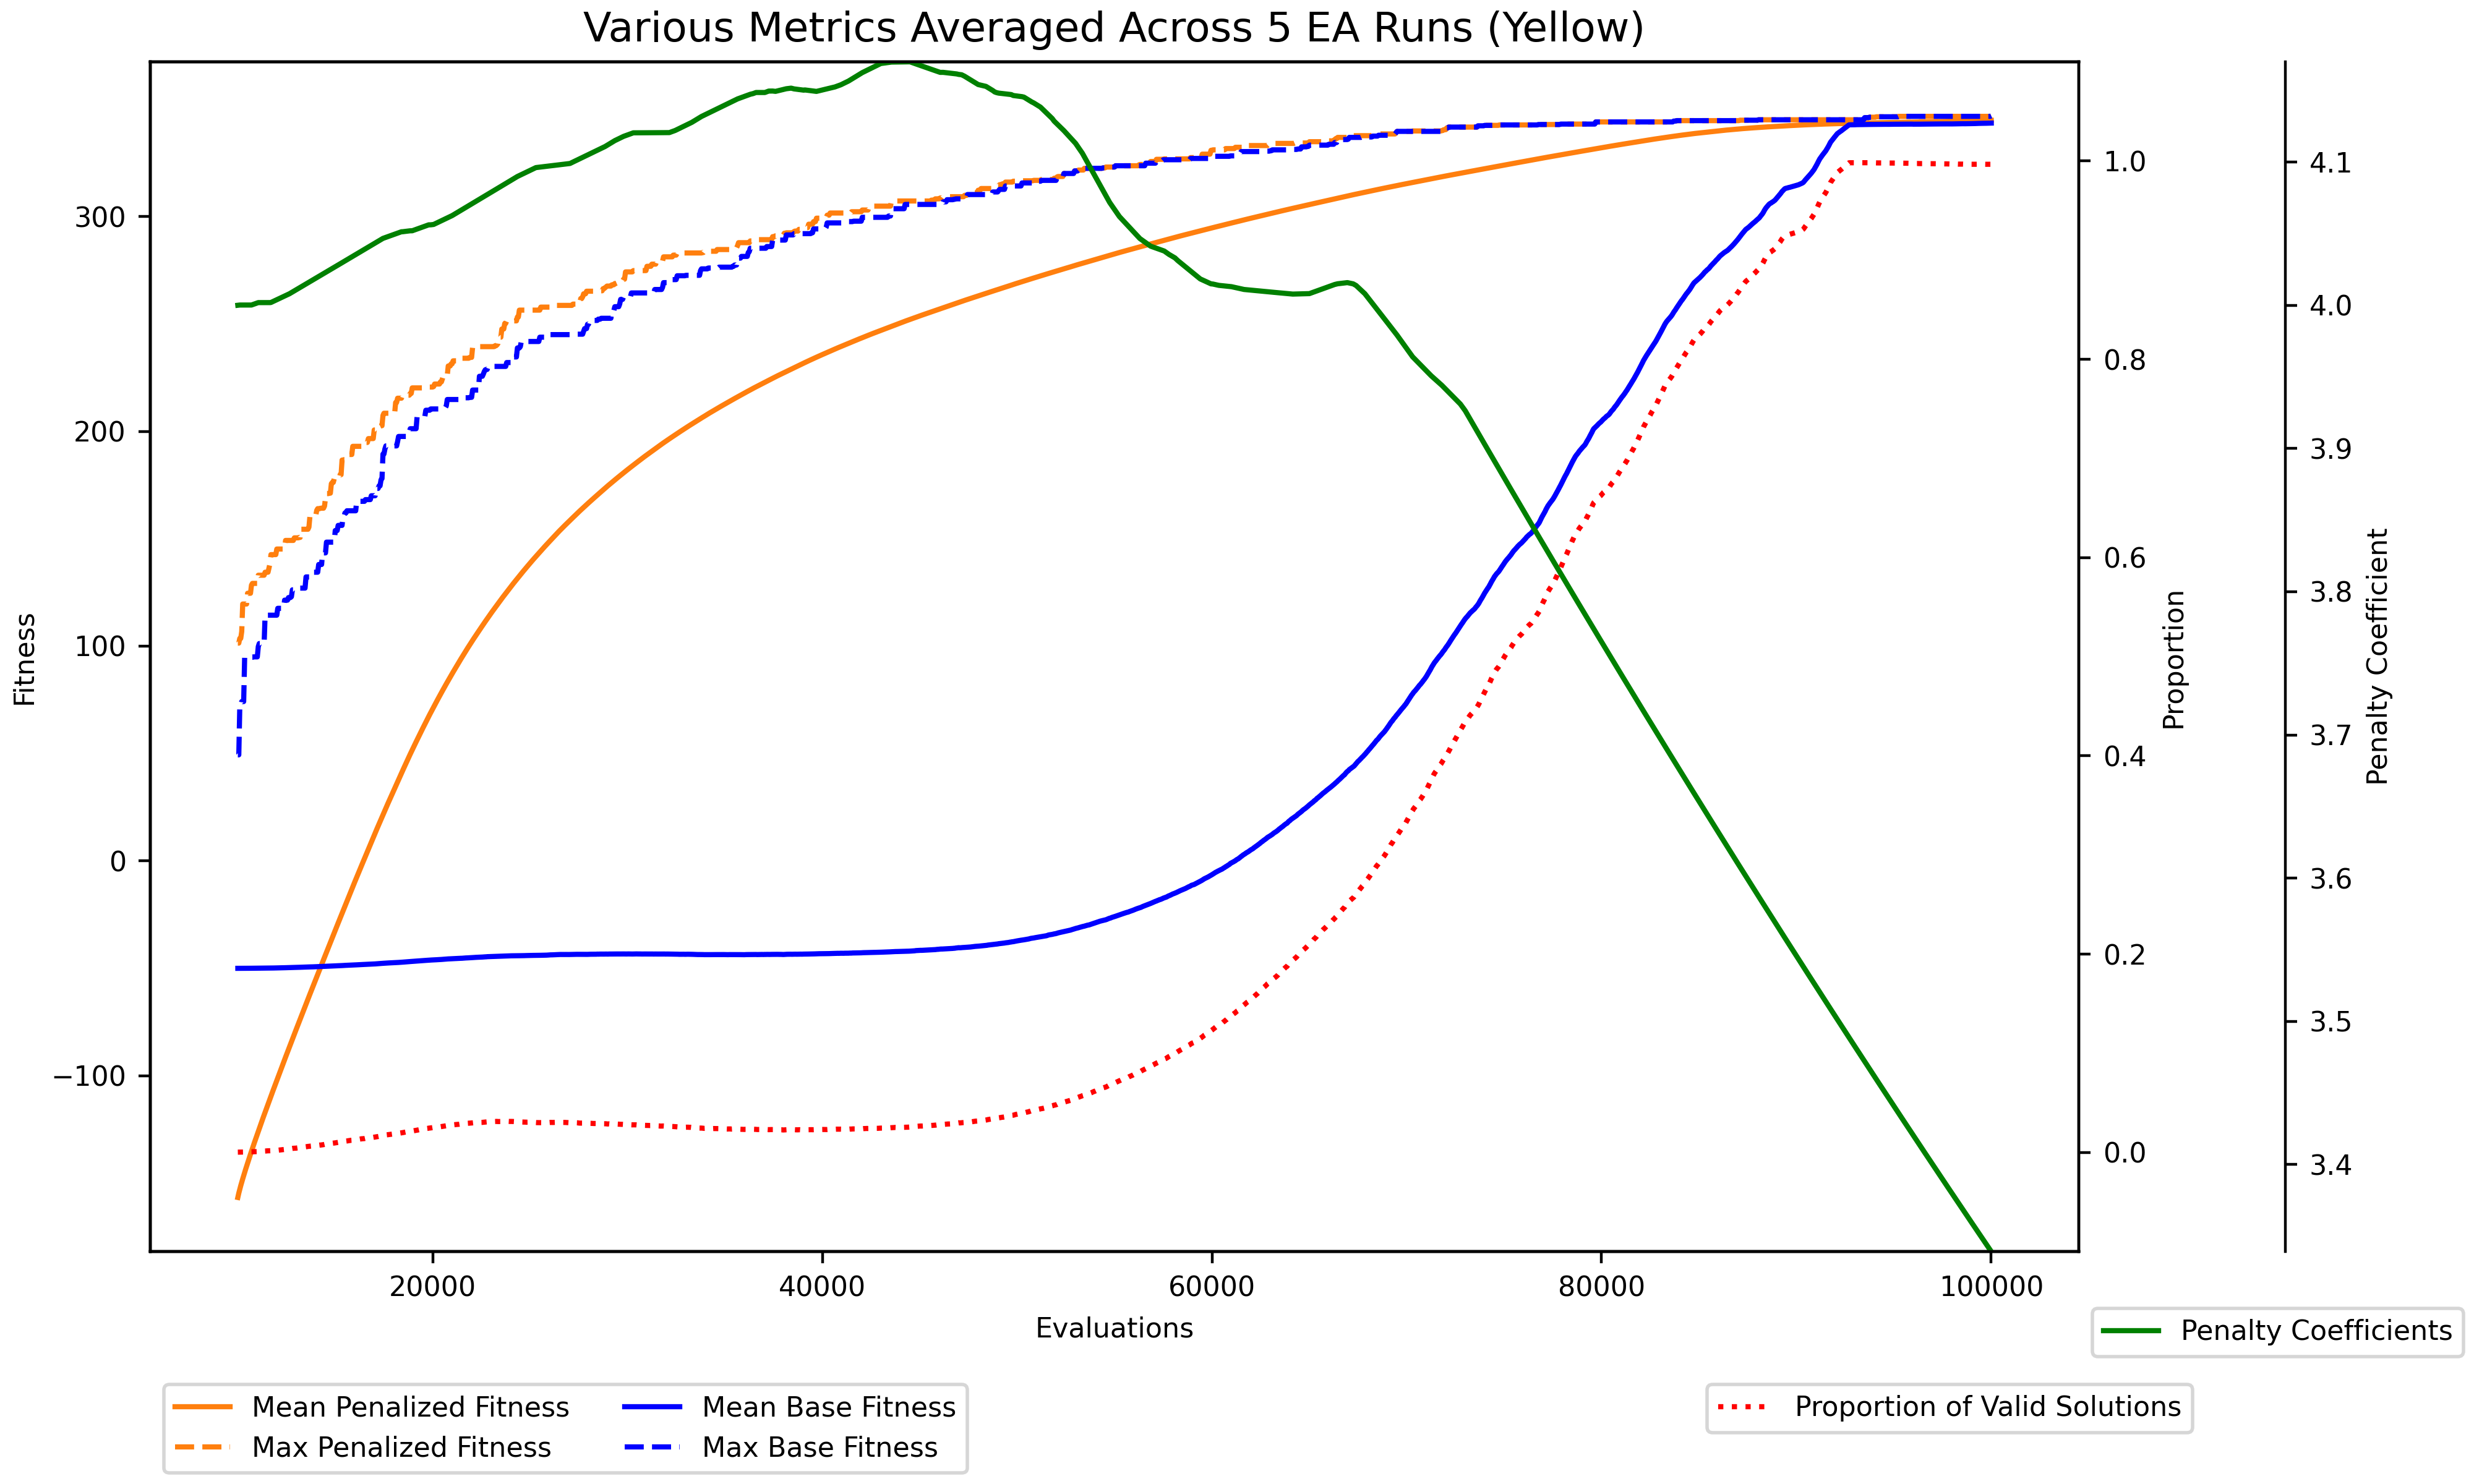 Various Metrics Averaged Across 5 EA Runs (Yellow)
Fitness
300
200
100
0
−100
20000 40000 60000 80000 100000
Evaluations
1.0
0.8
0.6
0.4
0.2
0.0
Proportion
4.1
4.0
3.9
3.8
3.7
3.6
3.5
3.4
Penalty Coefficient
Penalty Coefficients
Mean Penalized Fitness
Max Penalized Fitness
Mean Base Fitness
Max Base Fitness
Proportion of Valid Solutions